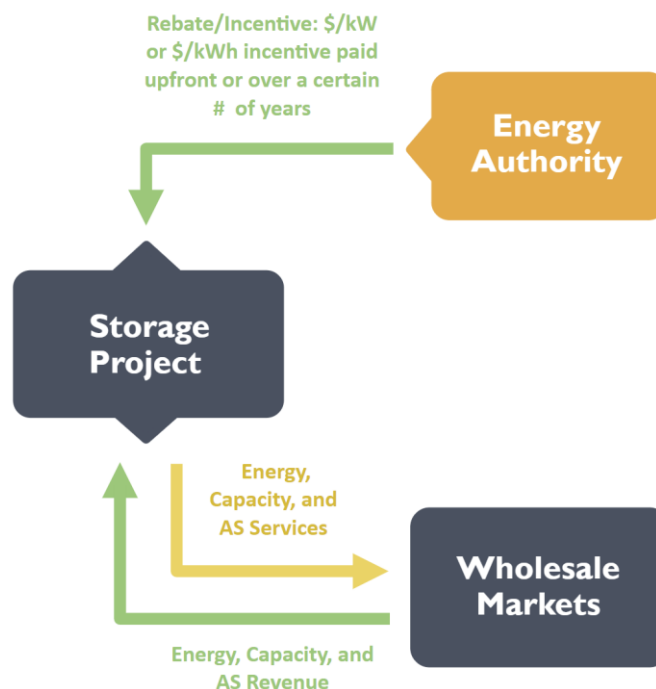 Rebate/Incentive: $/kW
or $/kWh incentive paid
upfront or over a certain
# of years
Energy
Authority
Storage
Project
Energy,
Capacity, and
AS Services
Wholesale
Markets
Energy, Capacity, and
AS Revenue